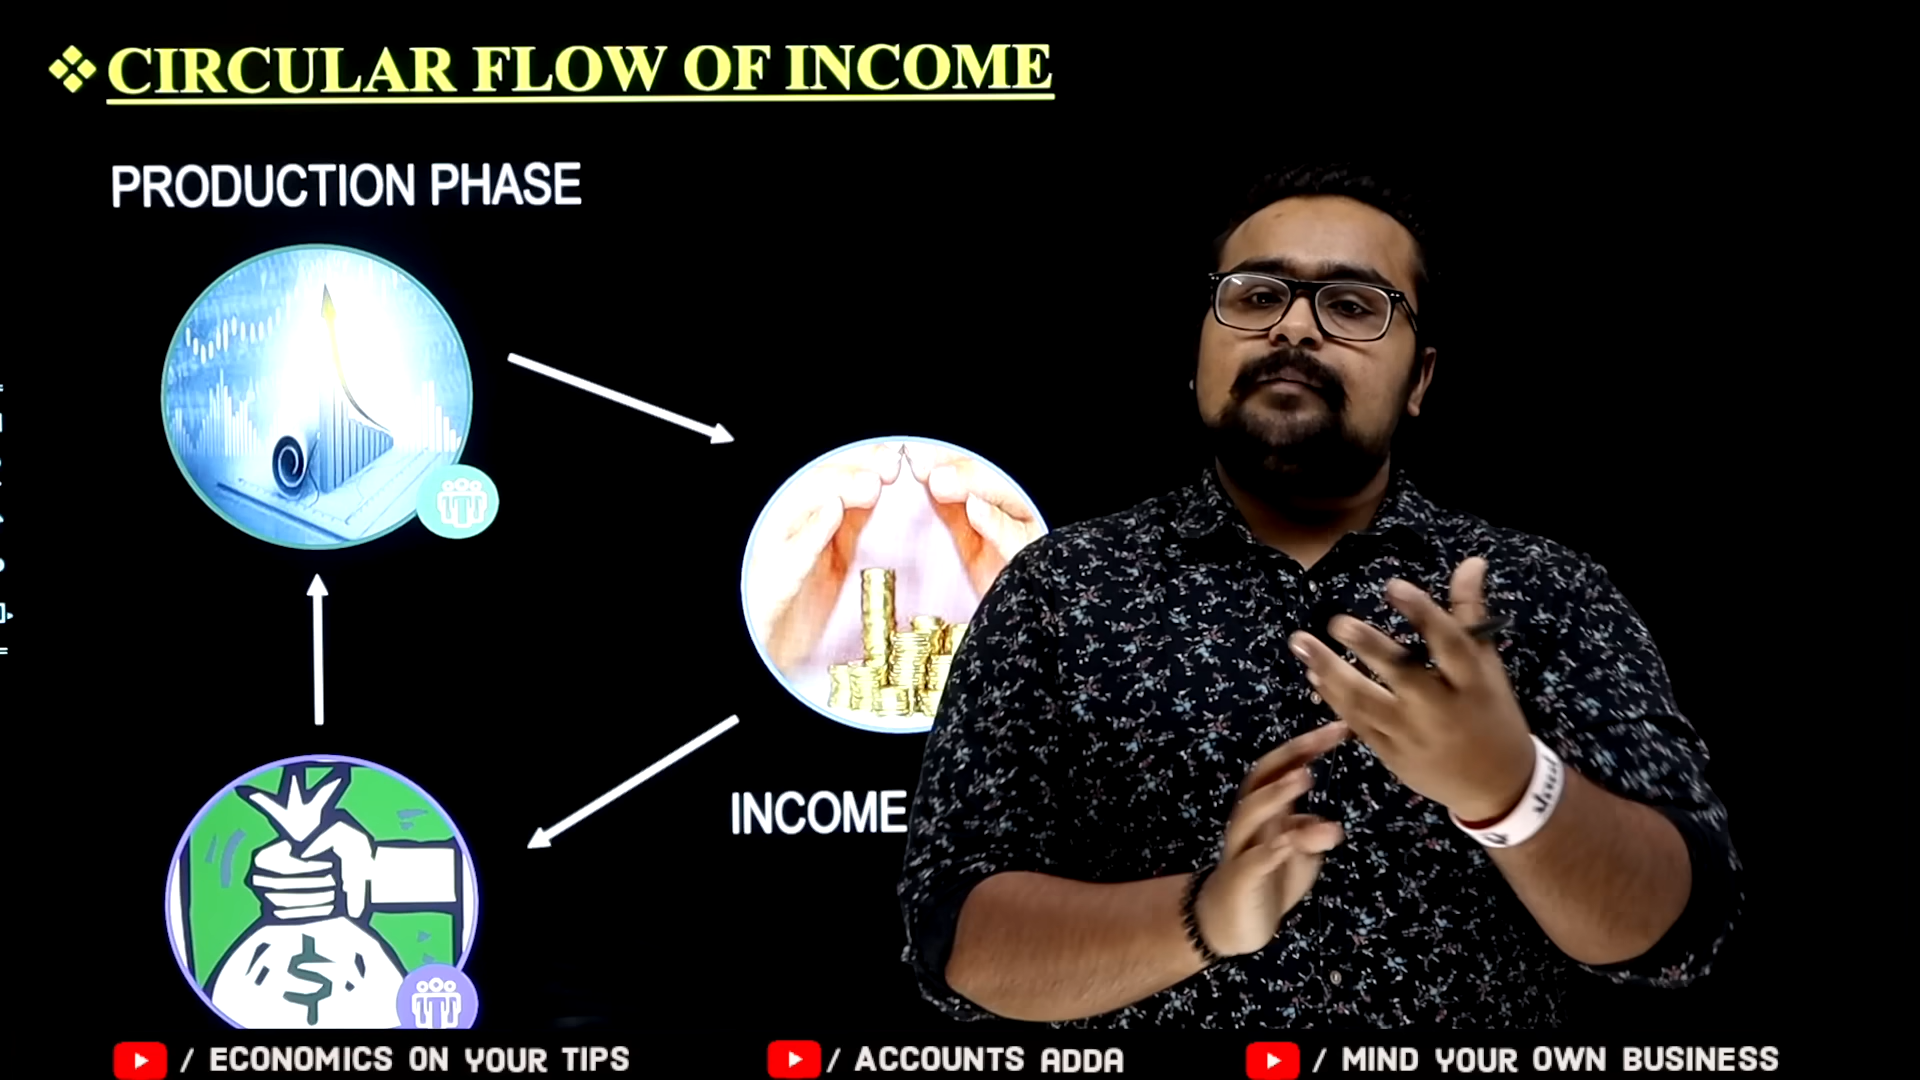 CIRCULAR FLOW OF INCOME
PRODUCTION PHASE
INCOME
$
/ ECONOMICS ON YOUR TIPS
/ ACCOUNTS ADDA
/ MIND YOUR OWN BUSINESS